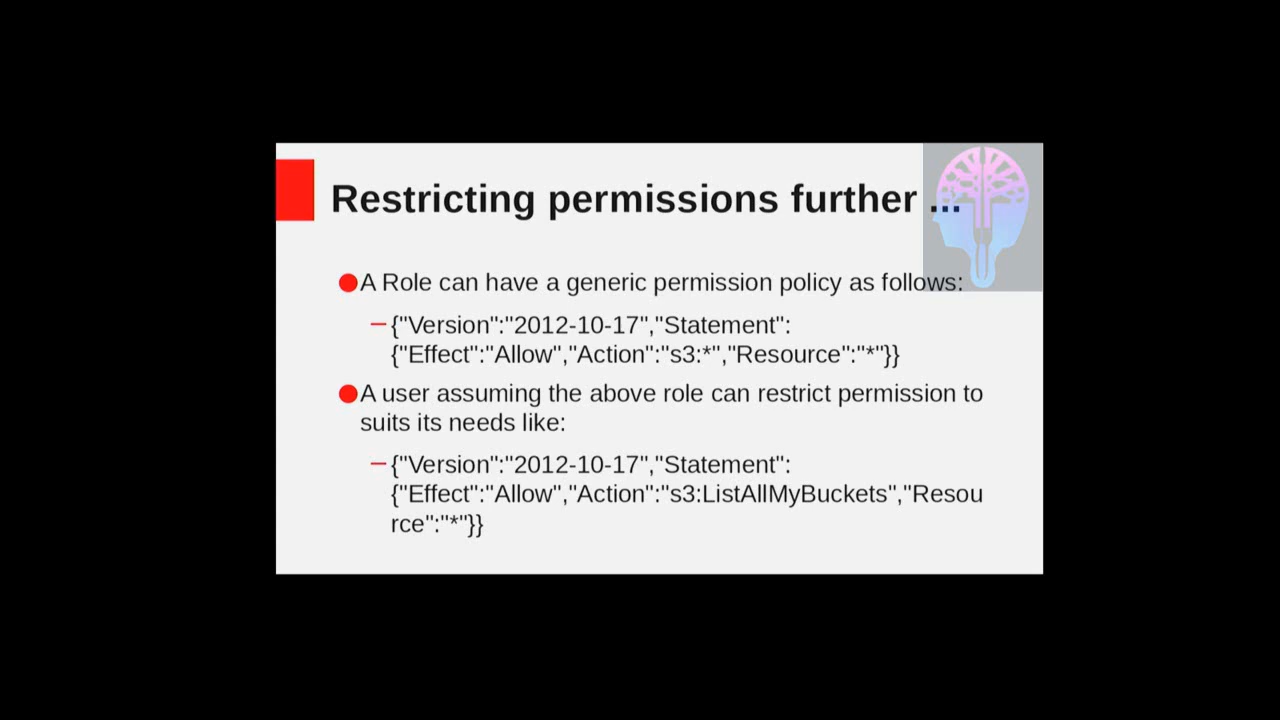 Restricting permissions further ...
A Role can have a generic permission policy as follows:
{"Version":"2012-10-17","Statement":
{"Effect":"Allow","Action":"s3:*","Resource":"*"}}
A user assuming the above role can restrict permission to
suits its needs like:
{"Version":"2012-10-17","Statement":
{"Effect":"Allow","Action":"s3:ListAllMyBuckets","Resou
rce":"*"}}